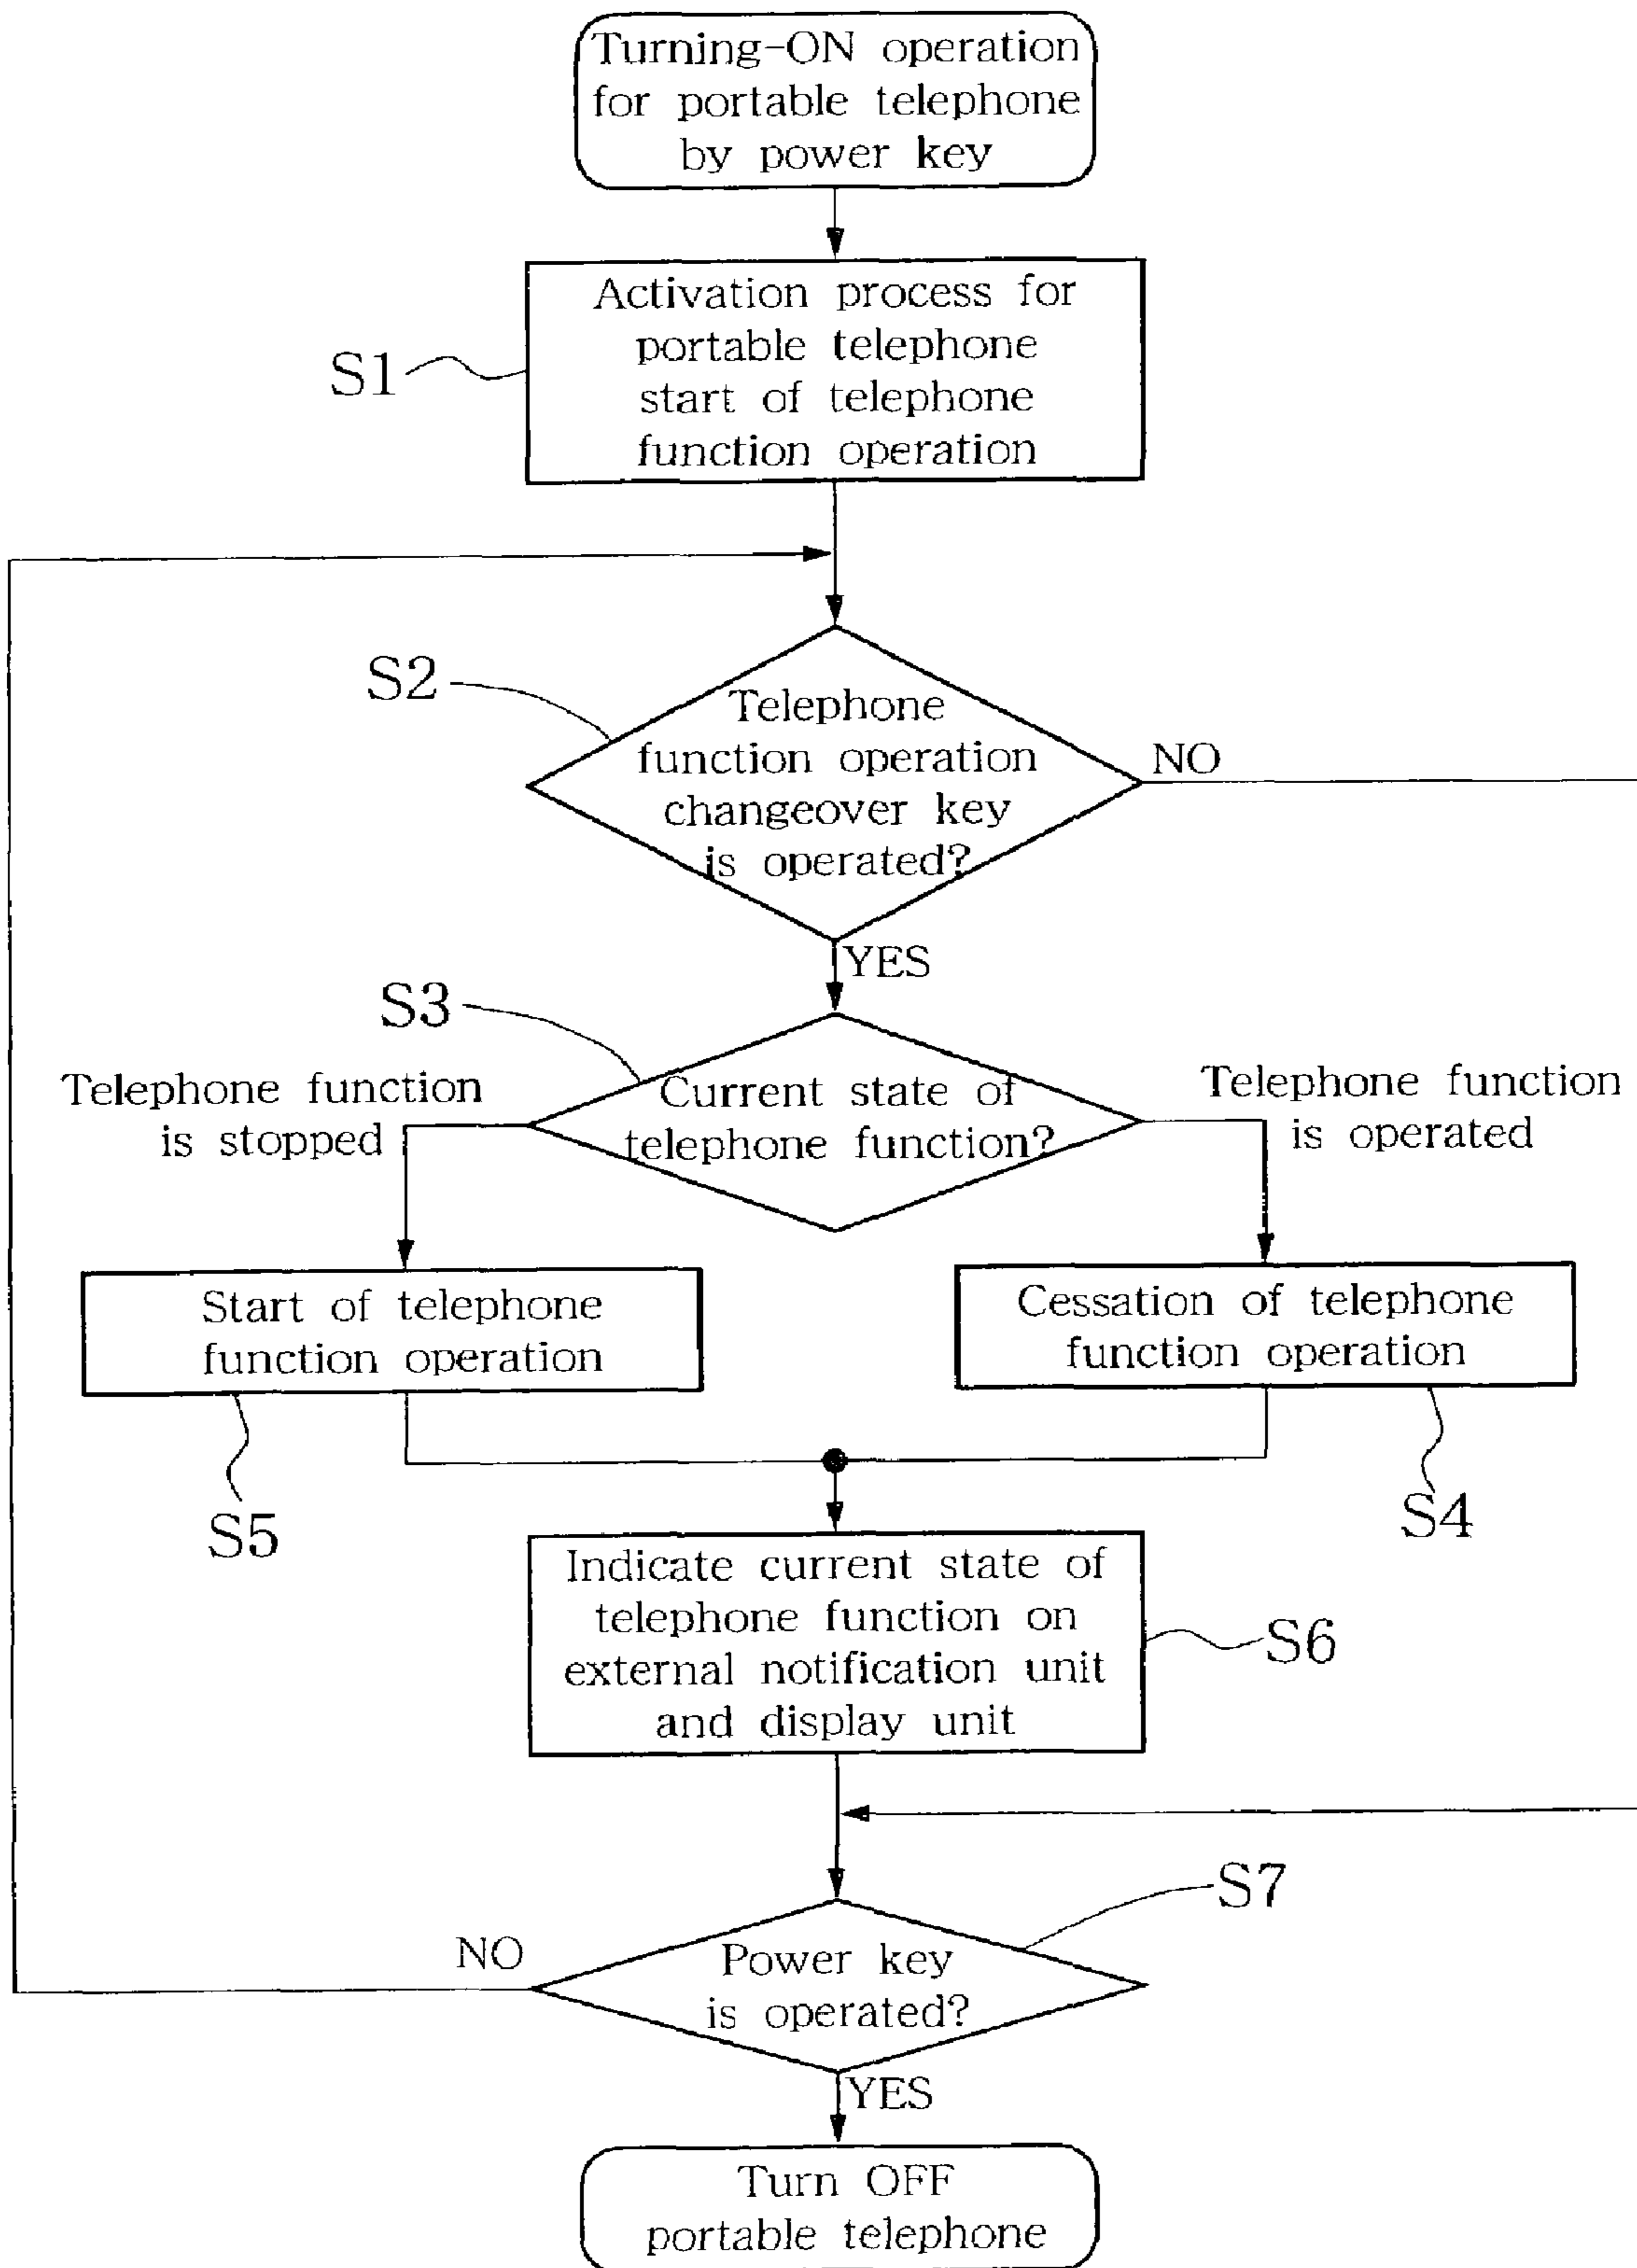 Turning-ON operation
for portable telephone
by power key
Activation process for
portable telephone
start of telephone
function operation
S1
S2
Telephone
function operation
changeover key
is operated?
NO
YES
S3
Current state of
telephone function?
Telephone function
is stopped
Telephone function
is operated
Start of telephone
function operation
Cessation of telephone
function operation
S5
S4
Indicate current state of
telephone function on
external notification unit
and display unit
S6
S7
NO
Power key
is operated?
YES
Turn OFF
portable telephone